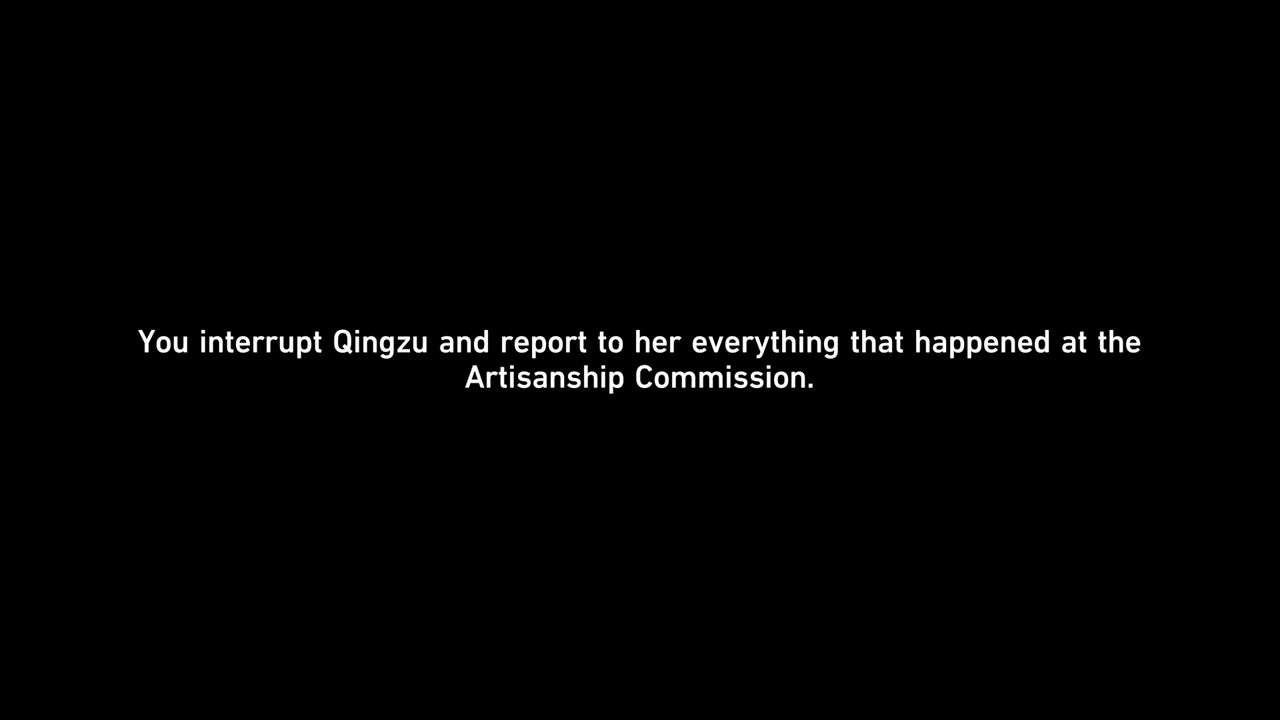 You interrupt Qingzu and report to her everything that happened at the
Artisanship Commission.